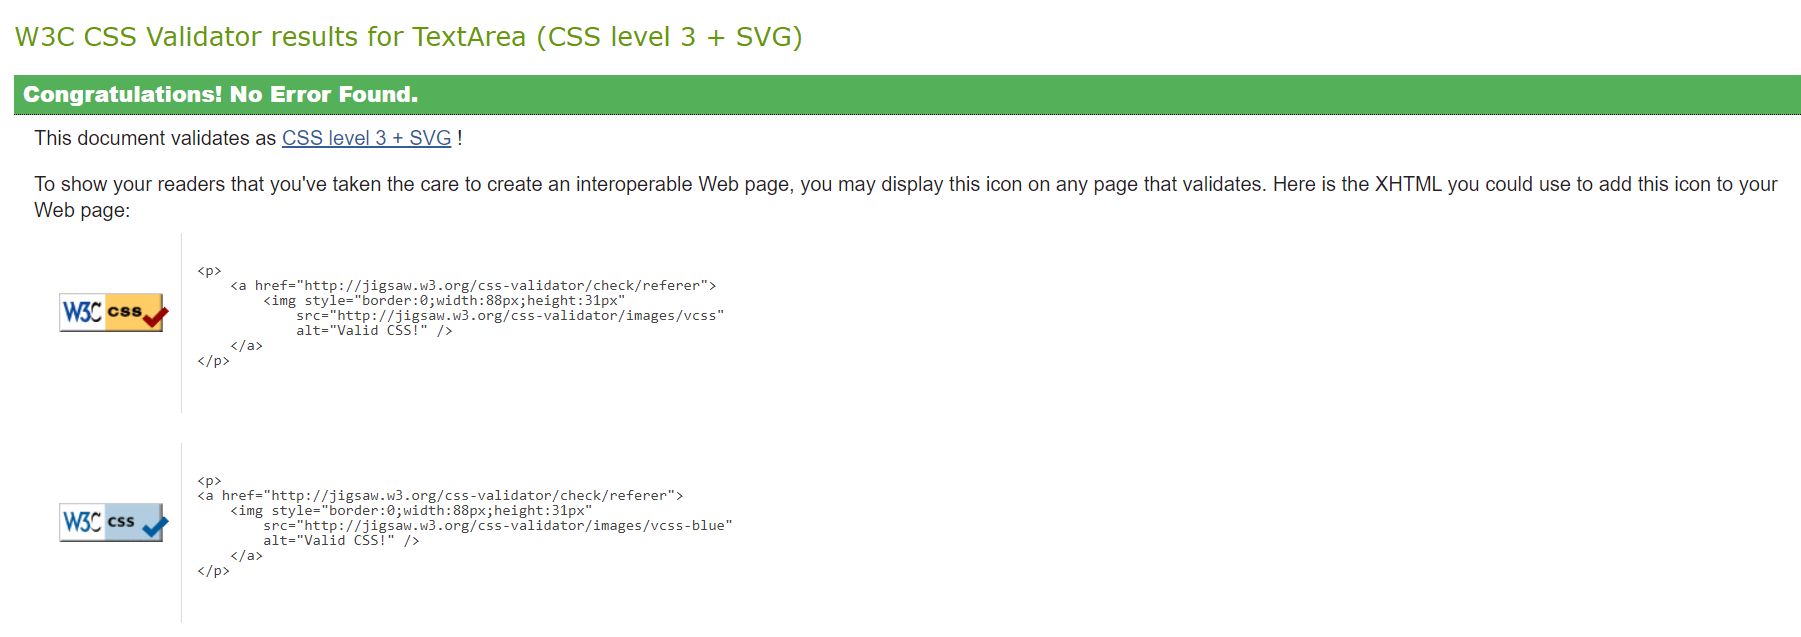 W3C CSS Validator results for TextArea (CSS level 3 + SVG)
Congratulations! No Error Found.
This document validates as CSS level 3 + SVG !
To show your readers that you've taken the care to create an interoperable Web page, you may display this icon on any page that validates. Here is the XHTML you could use to add this icon to your
Web page:
W3C css
<p>
    <a href="http://jigsaw.w3.org/css-validator/check/referer">
        <img style="border:0;width:88px;height:31px"
            src="http://jigsaw.w3.org/css-validator/images/vcss"
            alt="Valid CSS!" />
    </a>
</p>
W3C css
<p>
<a href="http://jigsaw.w3.org/css-validator/check/referer">
    <img style="border:0;width:88px;height:31px"
        src="http://jigsaw.w3.org/css-validator/images/vcss-blue"
        alt="Valid CSS!" />
    </a>
</p>